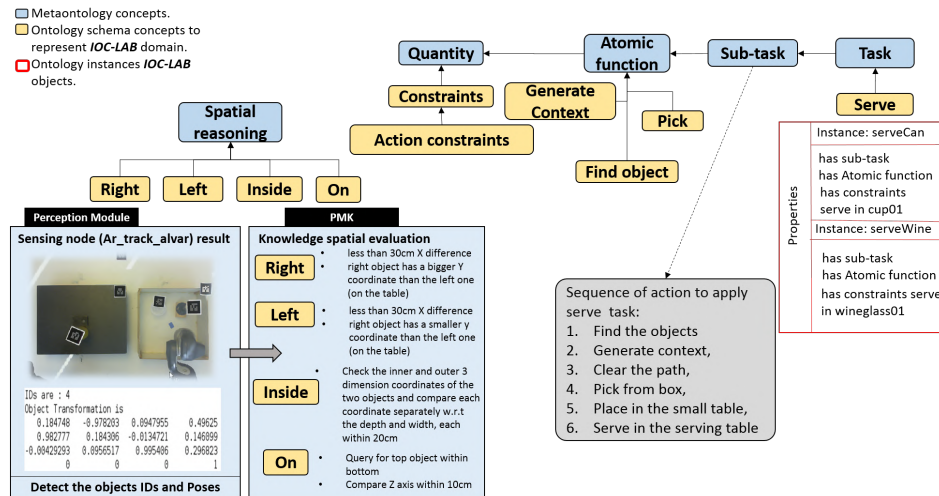 Metaontology concepts.
Ontology schema concepts to
represent IOC-LAB domain.
Ontology instances IOC-LAB
objects.
Quantity
Atomic
function
Sub-task
Task
Constraints
Generate
Context
Pick
Serve
Action constraints
Find object
Spatial
reasoning
Right
Left
Inside
On
Properties
Instance: serveCan
has sub-task
has Atomic function
has constraints
serve in cup01
Instance: serveWine
has sub-task
has Atomic function
has constraints serve
in wineglass01
Perception Module
Sensing node (Ar_track_alvar) result
IDs are : 4
Object Transformation is
0.184748 -0.978203 0.0947955 0.49625
0.982777 0.184306 -0.0134721 0.146099
-0.00429293 0.0956517 0.995406 0.296823
0 0 0 1
Detect the objects IDs and Poses
PMK
Knowledge spatial evaluation
Right
• less than 30cm X difference
• right object has a bigger Y
coordinate than the left one
(on the table)
Left
• less than 30cm X difference
• right object has a smaller y
coordinate than the left one
(on the table)
Inside
• Check the inner and outer 3
dimension coordinates of the
two objects and compare each
coordinate separately w.r.t
the depth and width, each
within 20cm
On
• Query for top object within
bottom
• Compare Z axis within 10cm
Sequence of action to apply
serve task:
1. Find the objects
2. Generate context,
3. Clear the path,
4. Pick from box,
5. Place in the small table,
6. Serve in the serving table